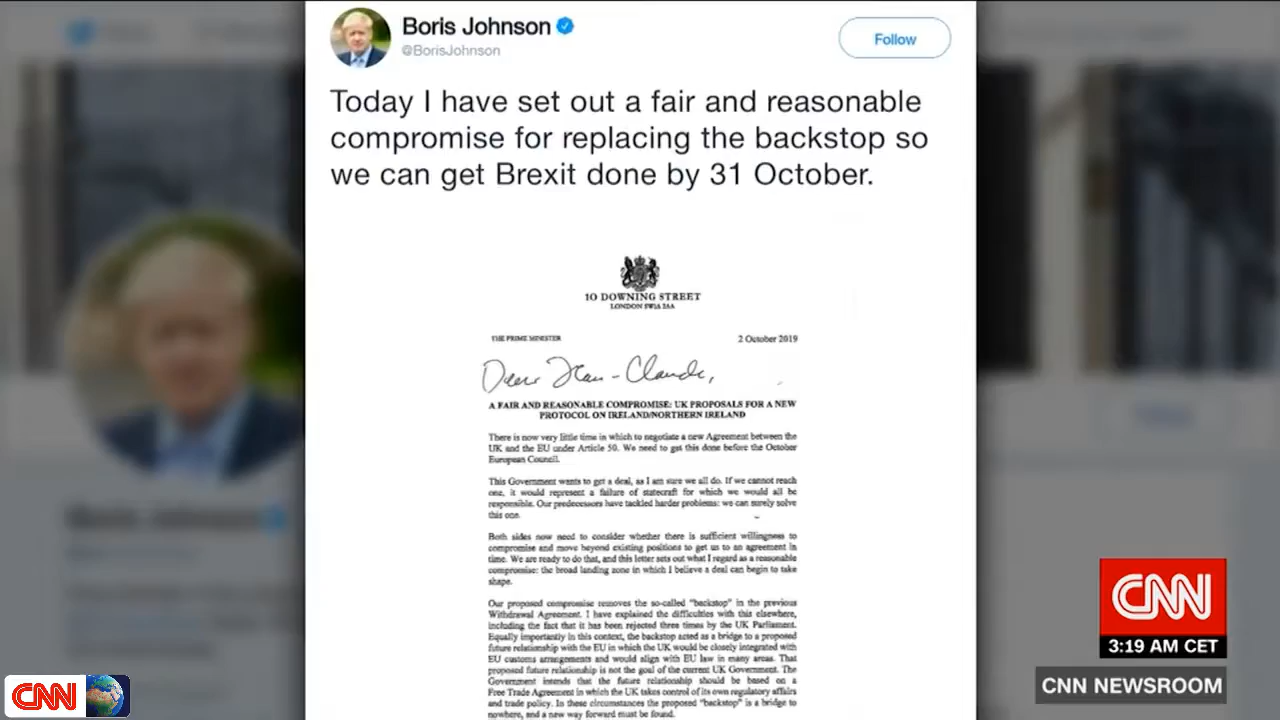 Boris Johnson
@BorisJohnson
Follow
Today I have set out a fair and reasonable
compromise for replacing the backstop so
we can get Brexit done by 31 October.
10 DOWNING STREET
LONDON SW1A 2AA
THE PRIME MINISTER
2 October 2019
Dear Jean-Claude,
A FAIR AND REASONABLE COMPROMISE: UK PROPOSALS FOR A NEW
PROTOCOL ON IRELAND/NORTHERN IRELAND
There is now very little time in which to negotiate a new Agreement between the
UK and the EU under Article 50. We need to get this done before the October
European Council.
This Government wants to get a deal, as I am sure we all do. If we cannot reach
one, it would represent a failure of statecraft for which we would all be
responsible. Our predecessors have tackled harder problems: we can surely solve
this one.
Both sides now need to consider whether there is sufficient willingness to
compromise and move beyond existing positions to get us to an agreement in
time. We are ready to do that, and this letter sets out what I regard as a reasonable
compromise: the broad landing zone in which I believe a deal can begin to take
shape.
Our proposed compromise removes the so-called "backstop" in the previous
Withdrawal Agreement. I have explained the difficulties with this elsewhere,
including the fact that it has been rejected three times by the UK Parliament.
Equally importantly in this context, the backstop acted as a bridge to a proposed
future relationship with the EU in which the UK would be closely integrated with
EU customs arrangements and would align with EU law in many areas. That
proposed future relationship is not the goal of the current UK Government. The
Government intends that the future relationship should be based on a
Free Trade Agreement in which the UK takes control of its own regulatory affairs
and trade policy. In these circumstances the proposed "backstop" is a bridge to
nowhere, and a new way forward must be found.
CNN
3:19 AM CET
CNN NEWSROOM
CNN